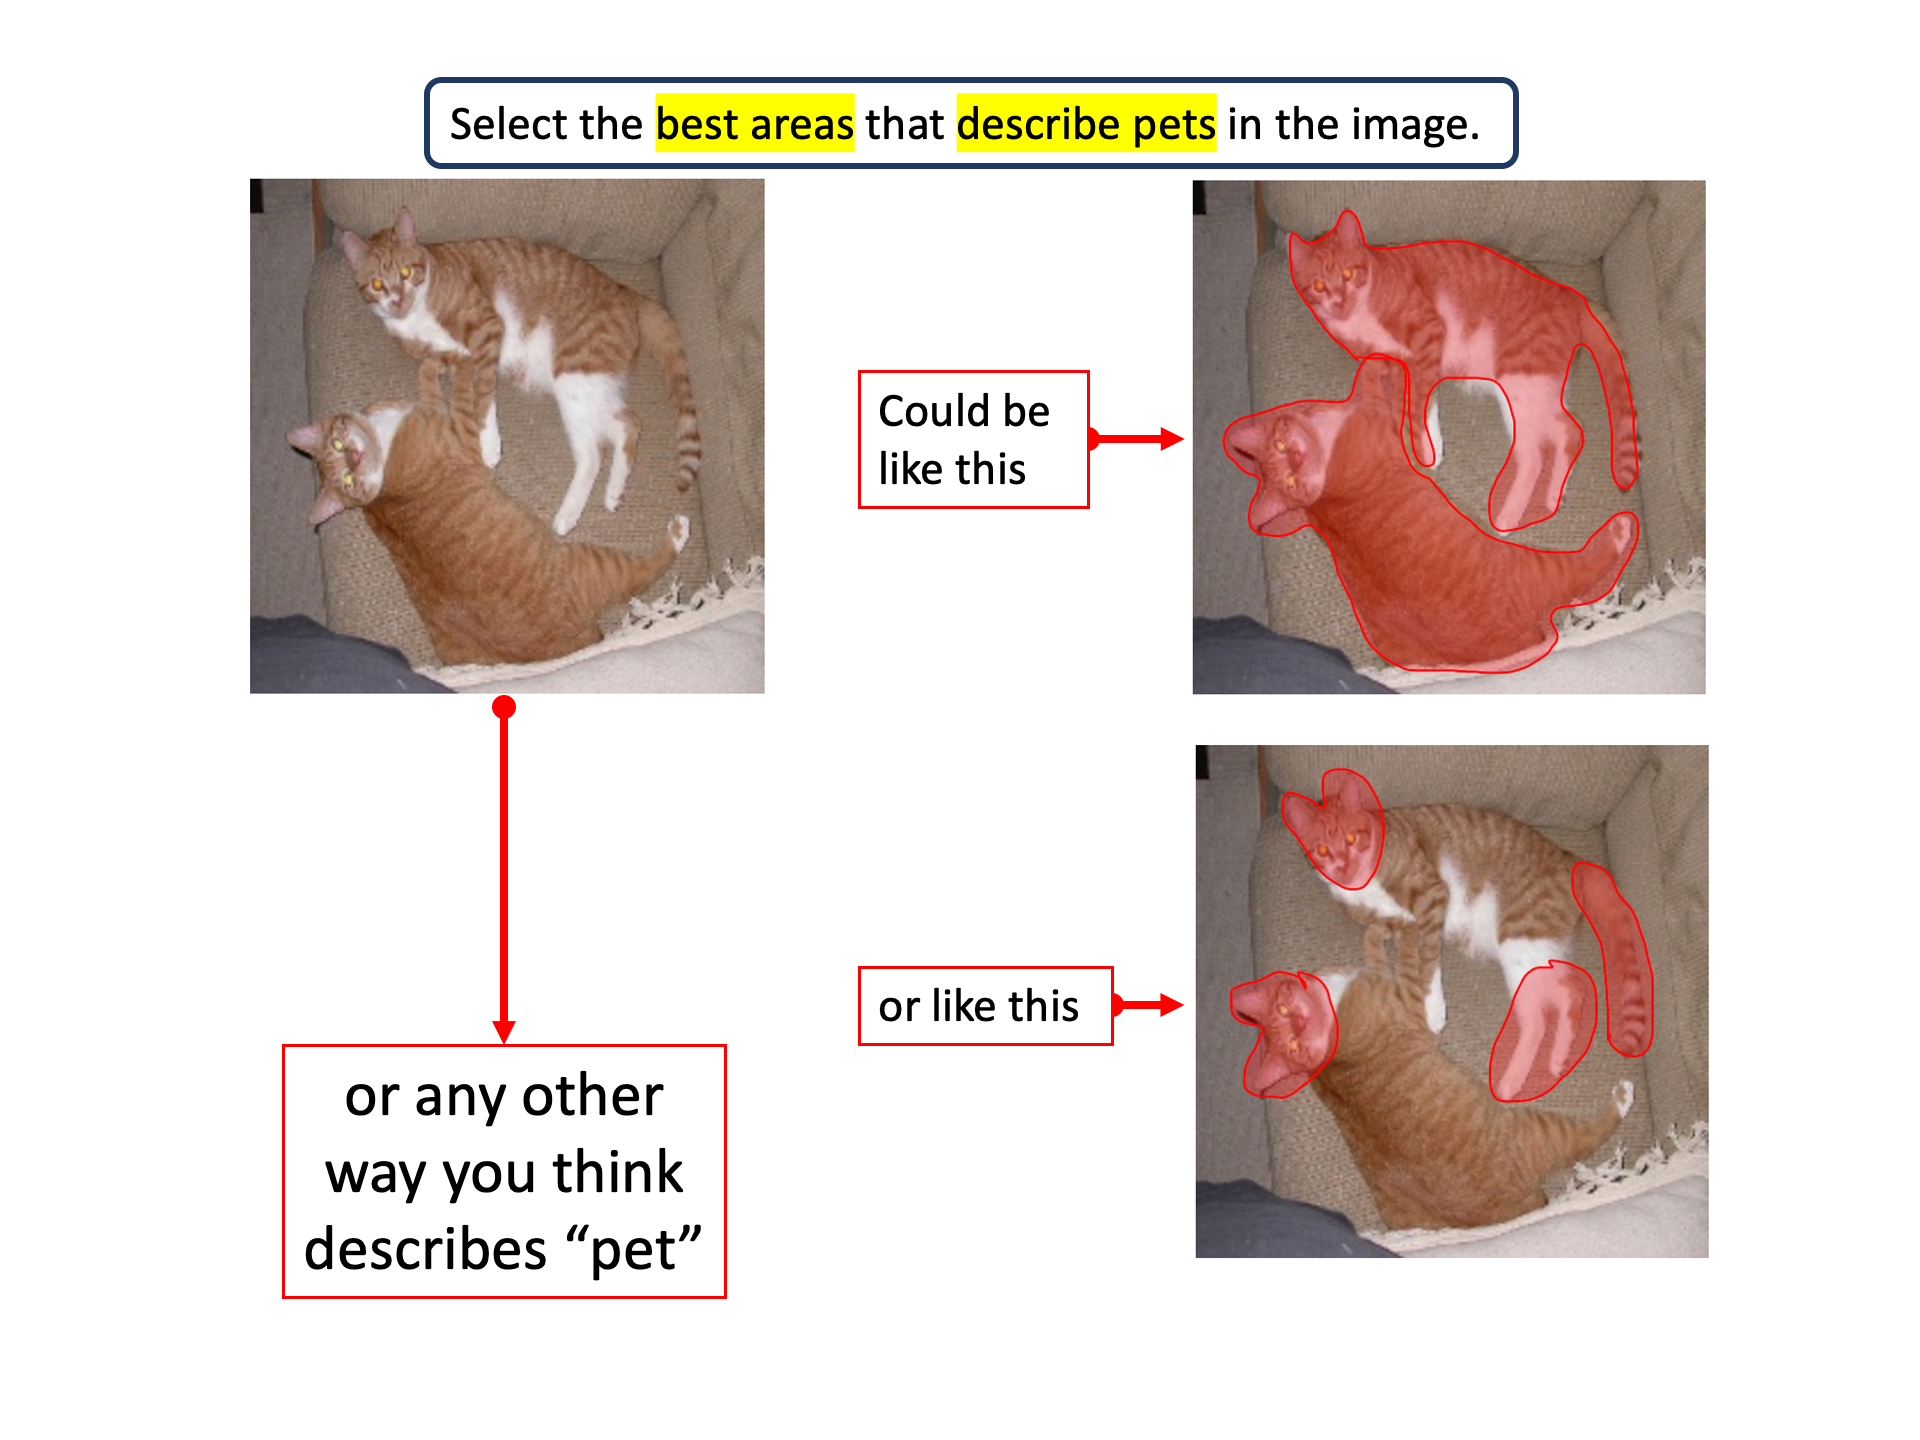 Select the best areas that describe pets in the image.
Could be
like this
or like this
or any other
way you think
describes “pet”